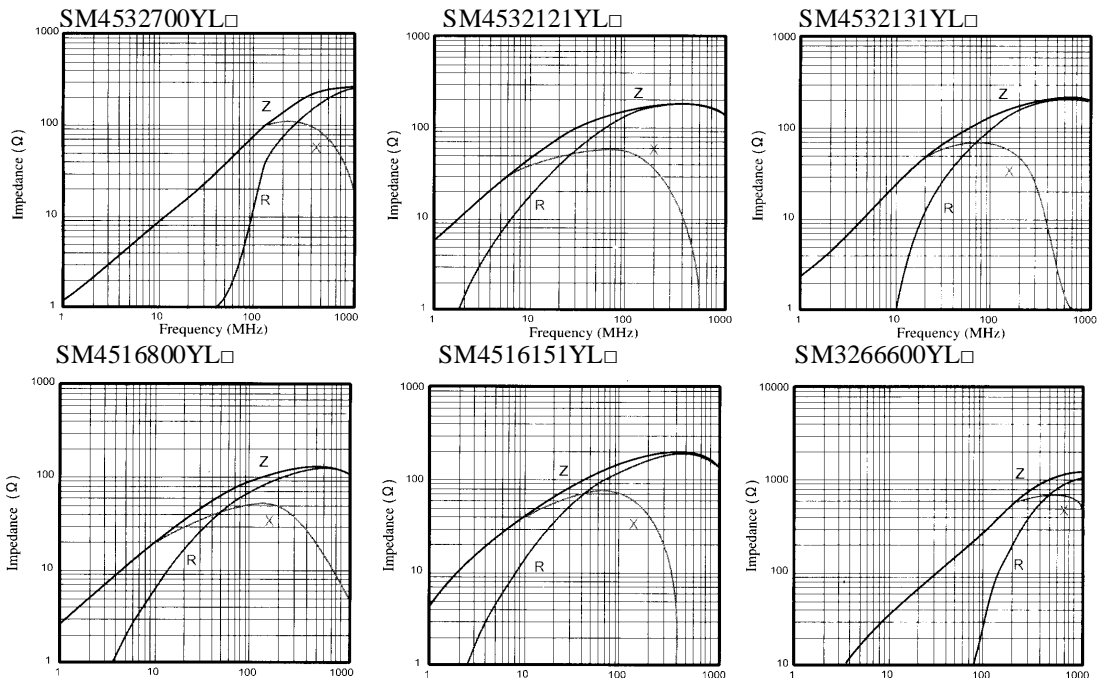 SM4532700YL□
1000
100
10
1
Impedance (Ω)
Z
X
R
1 10 100 1000
Frequency (MHz)
SM4532121YL□
1000
100
10
1
Impedance (Ω)
Z
X
R
1 10 100 1000
Frequency (MHz)
SM4532131YL□
1000
100
10
1
Impedance (Ω)
Z
X
R
1 10 100 1000
Frequency (MHz)
SM4516800YL□
1000
100
10
1
Impedance (Ω)
Z
X
R
1 10 100 1000
SM4516151YL□
1000
100
10
1
Impedance (Ω)
Z
X
R
1 10 100 1000
SM3266600YL□
10000
1000
100
10
Impedance (Ω)
Z
X
R
1 10 100 1000